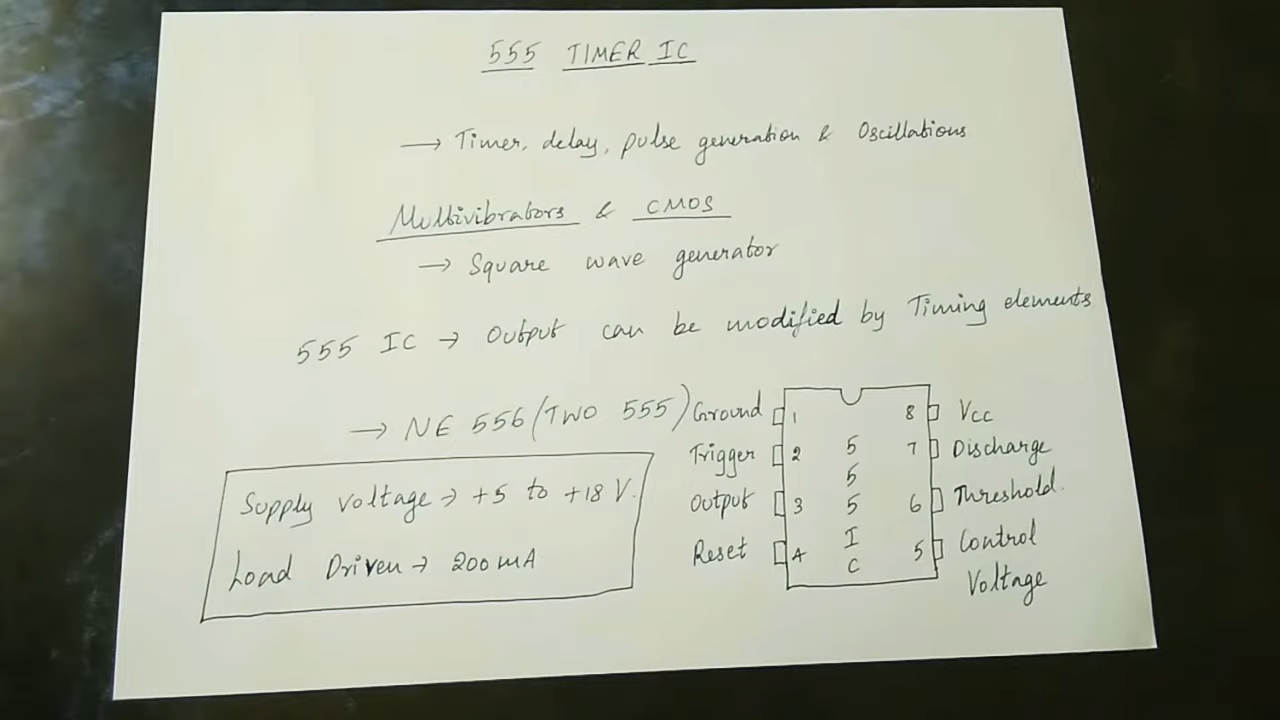 555 TIMER IC
→ Timer, delay, pulse generation & Oscillations
Multivibrators & CMOS
→ Square wave generator
555 IC → Output can be modified by Timing elements
→ NE 556 (TWO 555)
Supply voltage → +5 to +18 V.
Load Driven → 200mA
Ground 1 8 Vcc
Trigger 2 5 7 Discharge
5
Output 3 5 6 Threshold.
I
Reset 4 5 Control
C
Voltage